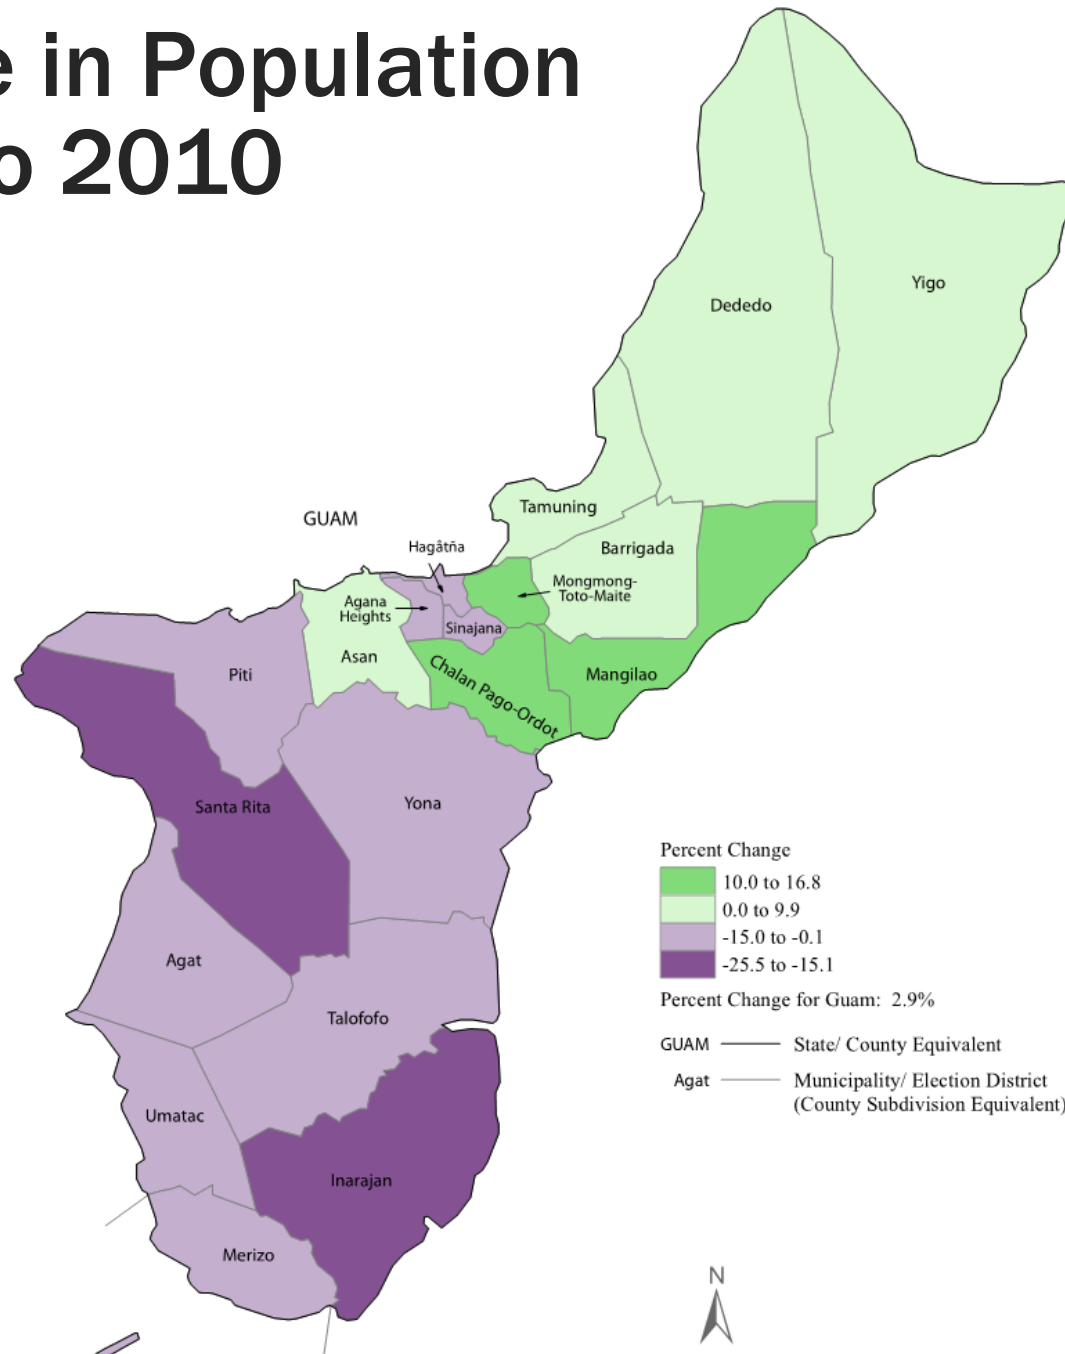 e in Population
o 2010
Yigo
Dededo
Tamuning
GUAM
Hagåtña
Barrigada
Mongmong-
Toto-Maite
Agana
Heights
Sinajana
Asan
Piti
Chalan Pago-Ordot
Mangilao
Santa Rita
Yona
Agat
Talofofo
Umatac
Inarajan
Merizo
Percent Change
10.0 to 16.8
0.0 to 9.9
-15.0 to -0.1
-25.5 to -15.1
Percent Change for Guam: 2.9%
GUAM State/ County Equivalent
Agat Municipality/ Election District
(County Subdivision Equivalent)
N